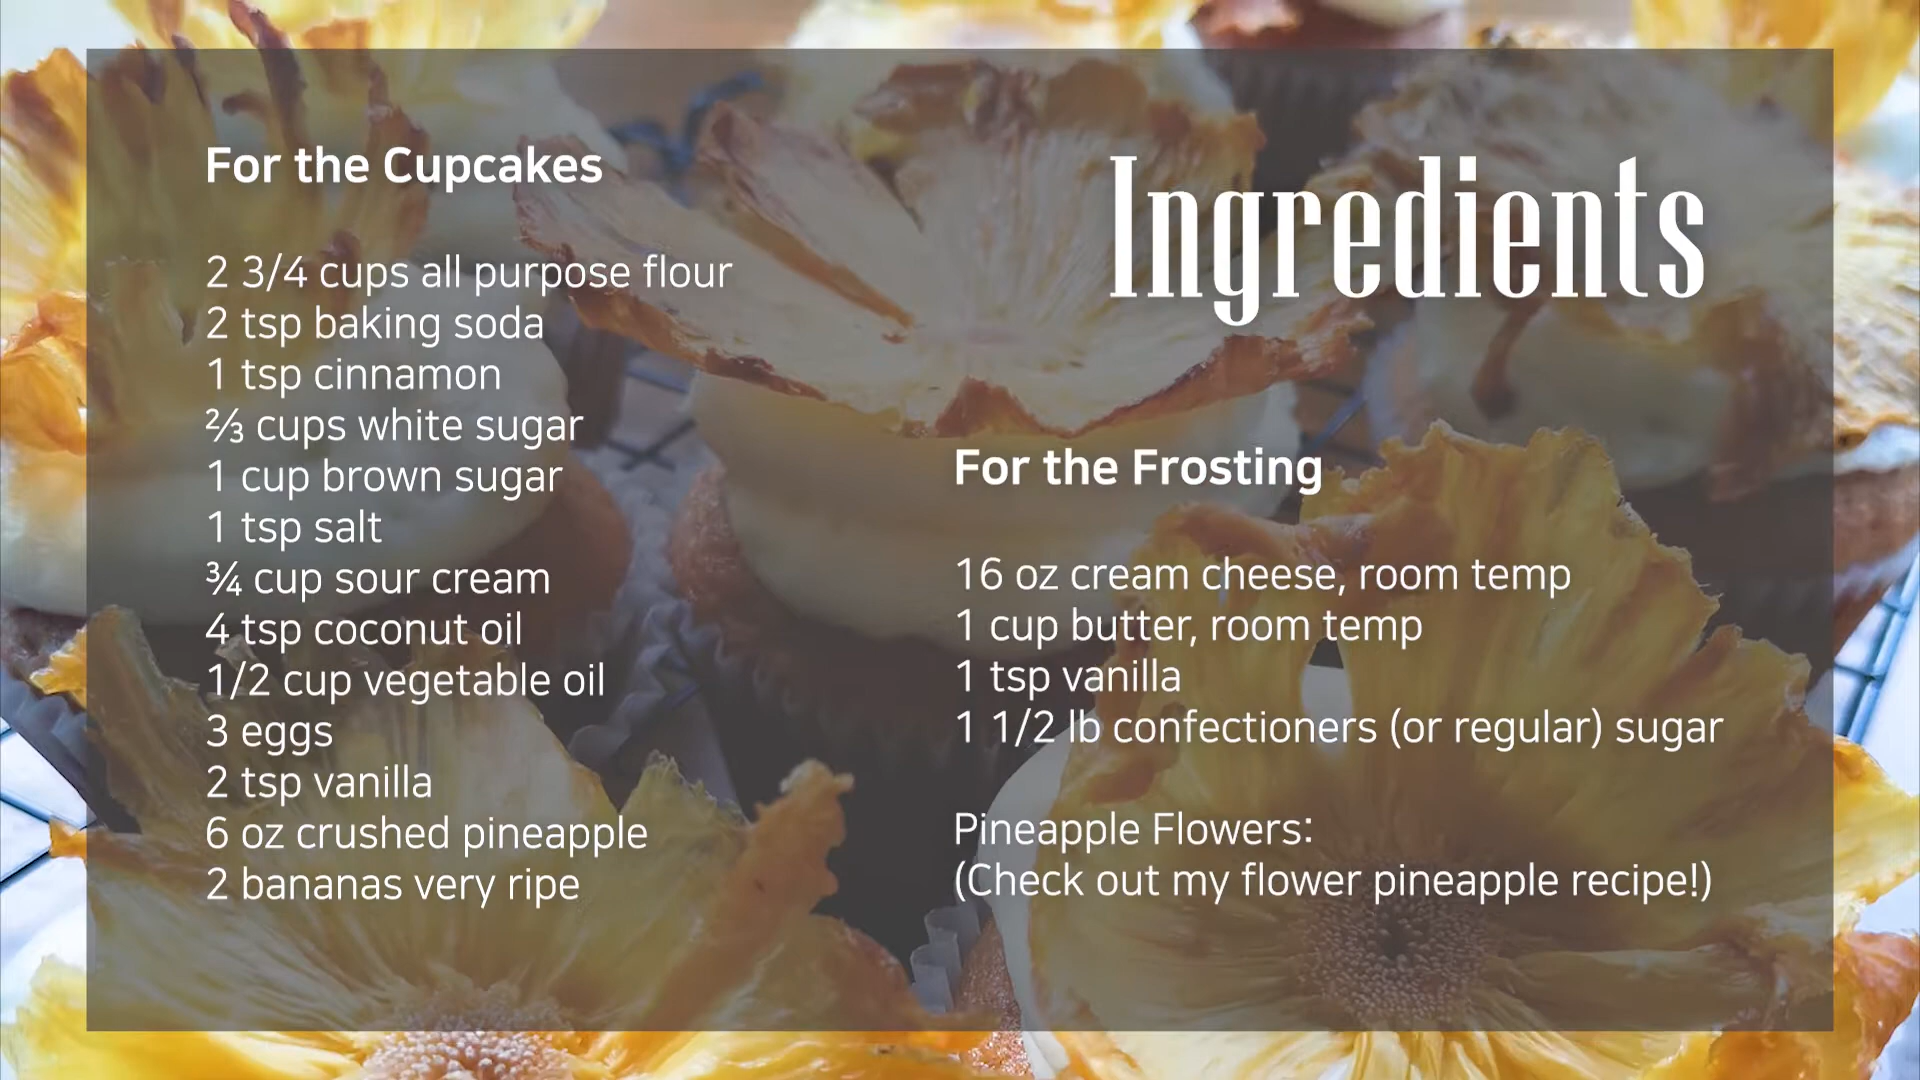 Ingredients
For the Cupcakes
2 3/4 cups all purpose flour
2 tsp baking soda
1 tsp cinnamon
⅔ cups white sugar
1 cup brown sugar
1 tsp salt
¾ cup sour cream
4 tsp coconut oil
1/2 cup vegetable oil
3 eggs
2 tsp vanilla
6 oz crushed pineapple
2 bananas very ripe
For the Frosting
16 oz cream cheese, room temp
1 cup butter, room temp
1 tsp vanilla
1 1/2 lb confectioners (or regular) sugar
Pineapple Flowers:
(Check out my flower pineapple recipe!)